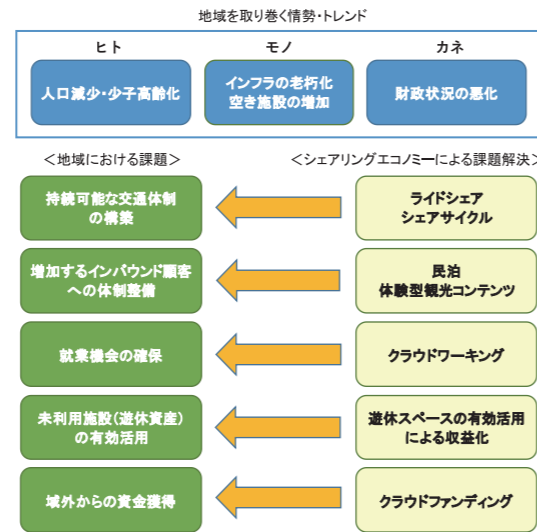 地域を取り巻く情勢・トレンド
ヒト
モノ
カネ
人口減少・少子高齢化
インフラの老朽化
空き施設の増加
財政状況の悪化
＜地域における課題＞
＜シェアリングエコノミーによる課題解決＞
持続可能な交通体制
の構築
ライドシェア
シェアサイクル
増加するインバウンド顧客
への体制整備
民泊
体験型観光コンテンツ
就業機会の確保
クラウドワーキング
未利用施設（遊休資産）
の有効活用
遊休スペースの有効活用
による収益化
域外からの資金獲得
クラウドファンディング